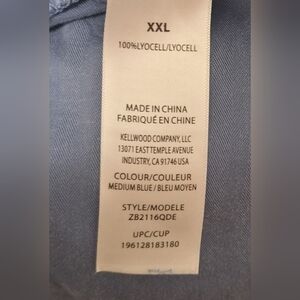 XXL
100%LYOCELL/LYOCELL
MADE IN CHINA
FABRIQUÉ EN CHINE
KELLWOOD COMPANY, LLC
13071 EAST TEMPLE AVENUE
INDUSTRY, CA 91746 USA
COLOUR/COULEUR
MEDIUM BLUE / BLEU MOYEN
STYLE/MODELE
ZB2116QDE
UPC/CUP
196128183180